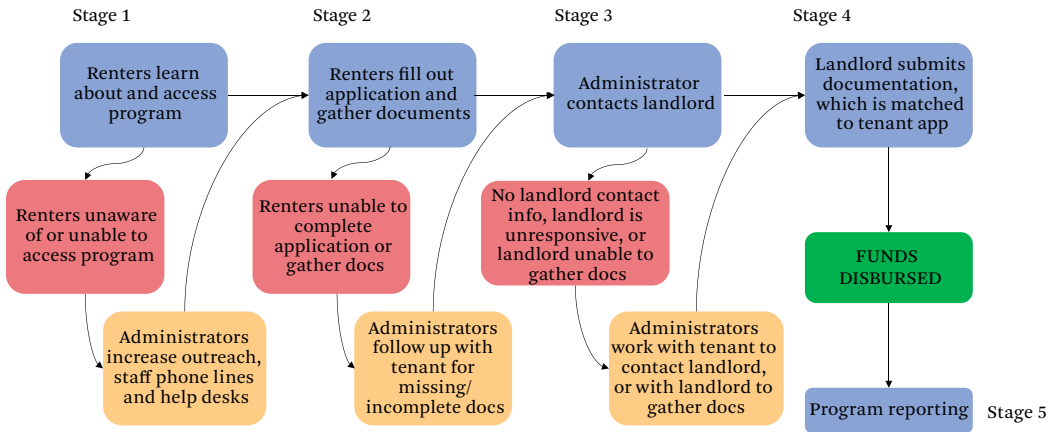 Stage 1
Stage 2
Stage 3
Stage 4
Renters learn
about and access
program
Renters fill out
application and
gather documents
Administrator
contacts landlord
Landlord submits
documentation,
which is matched
to tenant app
Renters unaware
of or unable to
access program
Renters unable to
complete
application or
gather docs
No landlord contact
info, landlord is
unresponsive, or
landlord unable to
gather docs
FUNDS
DISBURSED
Administrators
increase outreach,
staff phone lines
and help desks
Administrators
follow up with
tenant for
missing/
incomplete docs
Administrators
work with tenant to
contact landlord,
or with landlord to
gather docs
Program reporting
Stage 5